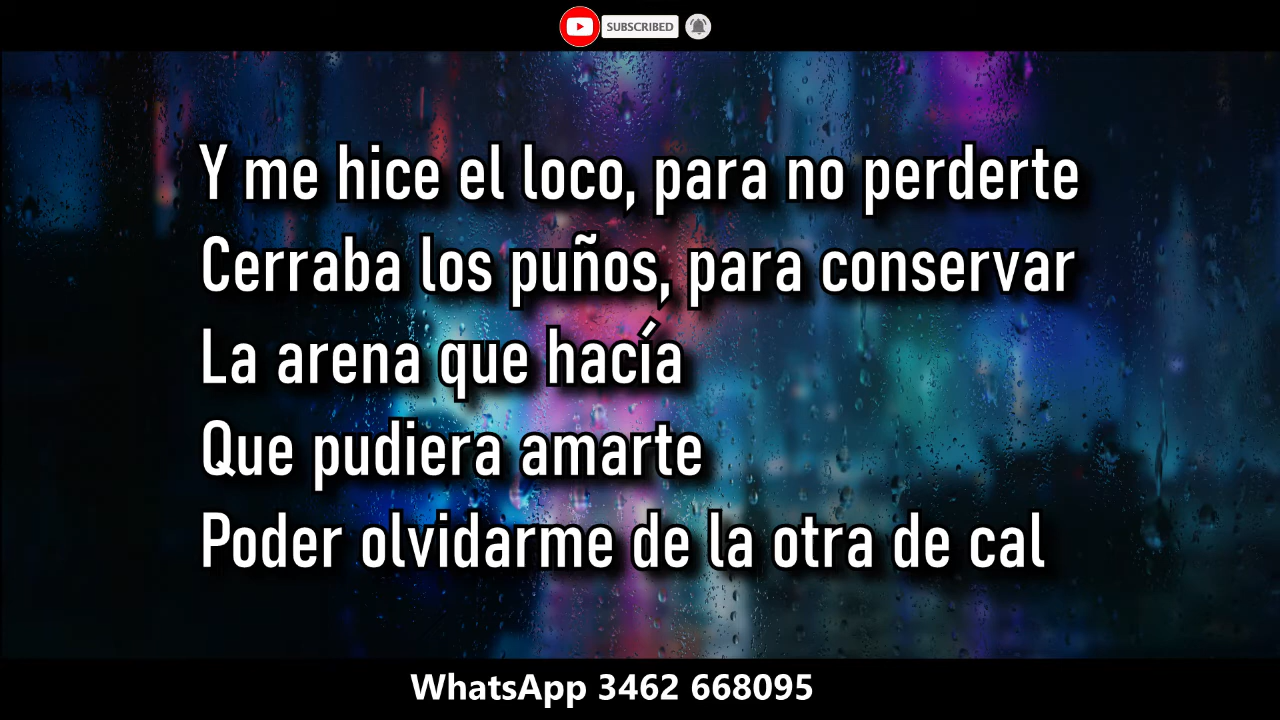 SUBSCRIBED
Y me hice el loco, para no perderte
Cerraba los puños, para conservar
La arena que hacía
Que pudiera amarte
Poder olvidarme de la otra de cal
WhatsApp 3462 668095